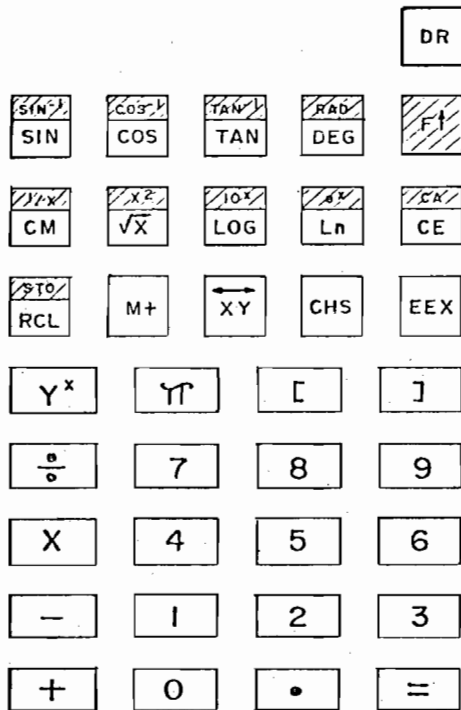 DR
SIN⁻¹ COS⁻¹ TAN⁻¹ RAD F↑
SIN COS TAN DEG
1/x X² 10ˣ eˣ CA
CM √X LOG Ln CE
STO
RCL M+ X↔Y CHS EEX
Yˣ π [ ]
÷ 7 8 9
X 4 5 6
− 1 2 3
+ 0 • =